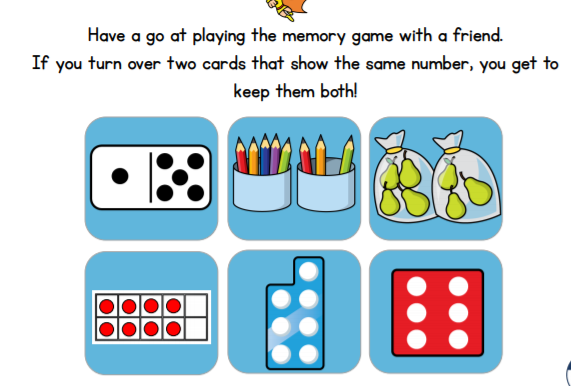 Have a go at playing the memory game with a friend.
If you turn over two cards that show the same number, you get to
keep them both!